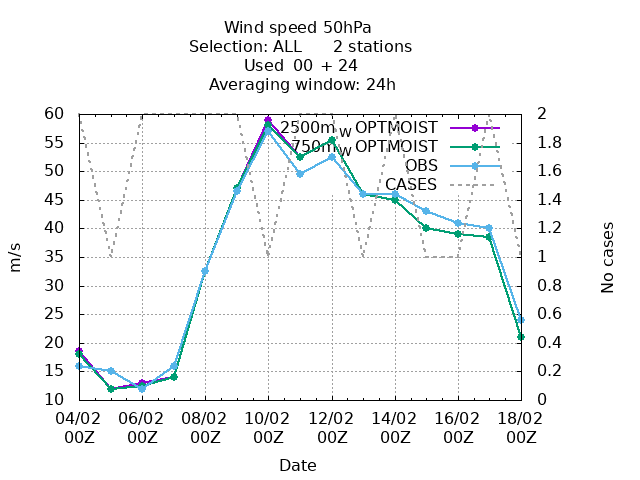 Wind speed 50hPa
Selection: ALL 2 stations
Used 00 + 24
Averaging window: 24h
2500m_W OPTMOIST
750m_W OPTMOIST
OBS
CASES
60
55
50
45
40
35
30
25
20
15
10
2
1.8
1.6
1.4
1.2
1
0.8
0.6
0.4
0.2
0
m/s
No cases
04/02 06/02 08/02 10/02 12/02 14/02 16/02 18/02
00Z 00Z 00Z 00Z 00Z 00Z 00Z 00Z
Date